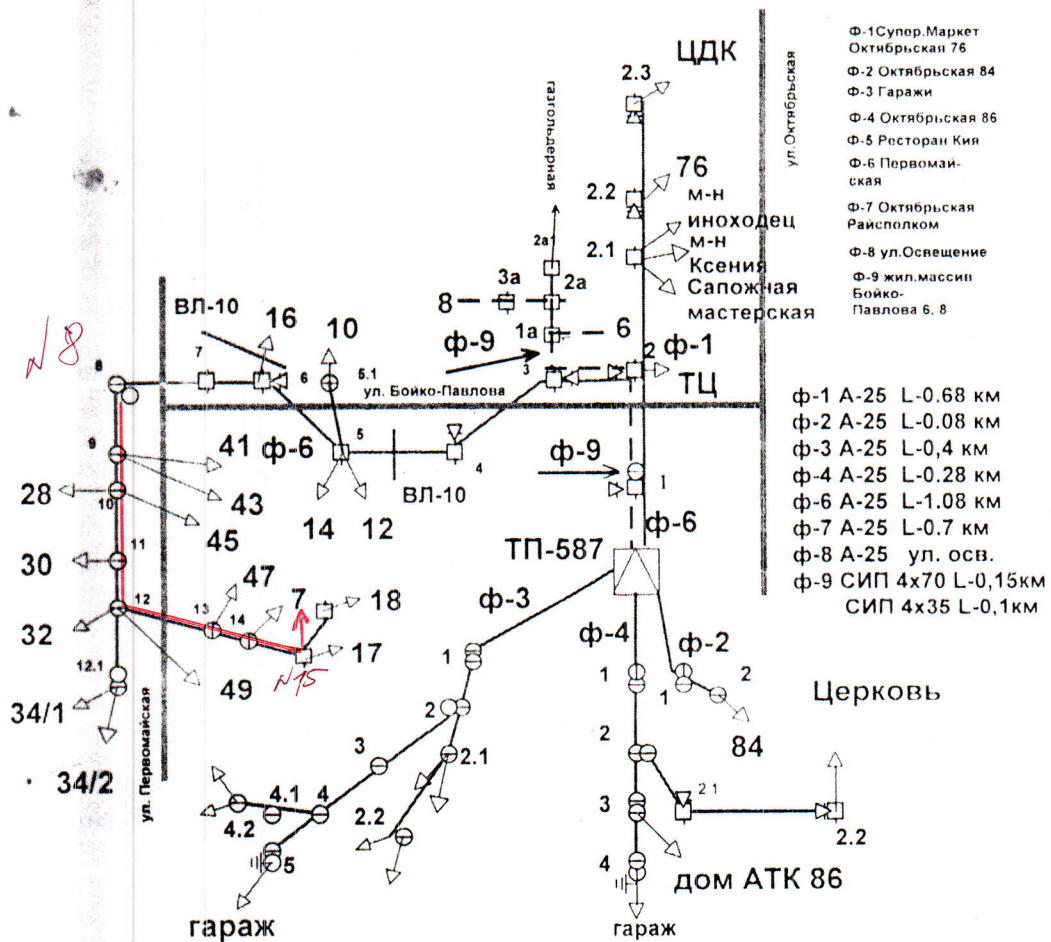 ЦДК
2.3
газгольдерная
ул.Октябрьская
Ф-1Супер.Маркет
Октябрьская 76
Ф-2 Октябрьская 84
Ф-3 Гаражи
Ф-4 Октябрьская 86
Ф-5 Ресторан Кия
Ф-6 Первомай-
ская
Ф-7 Октябрьская
Райсполком
Ф-8 ул.Освещение
Ф-9 жил.массив
Бойко-
Павлова 6, 8
76
2.2
м-н
иноходец
2.1
м-н
Ксения
Сапожная
мастерская
2а1
3а
2а
8
1а
6
ф-9
3
2
ф-1
ТЦ
ВЛ-10
16
10
№8
8
7
6
5.1
ул. Бойко-Павлова
9
41
ф-6
5
4
28
10
43
45
ВЛ-10
14
12
ф-9
1
ф-6
ТП-587
ф-1 А-25 L-0.68 км
ф-2 А-25 L-0.08 км
ф-3 А-25 L-0,4 км
ф-4 А-25 L-0.28 км
ф-6 А-25 L-1.08 км
ф-7 А-25 L-0.7 км
ф-8 А-25 ул. осв.
ф-9 СИП 4х70 L-0,15км
СИП 4х35 L-0,1км
30
11
47
7
18
ф-3
32
12
13
14
17
№15
49
12.1
34/1
34/2
ул. Первомайская
ф-4
ф-2
1
1
1
2
Церковь
84
2
2.1
3
2
2.1
4.1
4
4.2
2.2
5
3
2.2
4
дом АТК 86
гараж
гараж